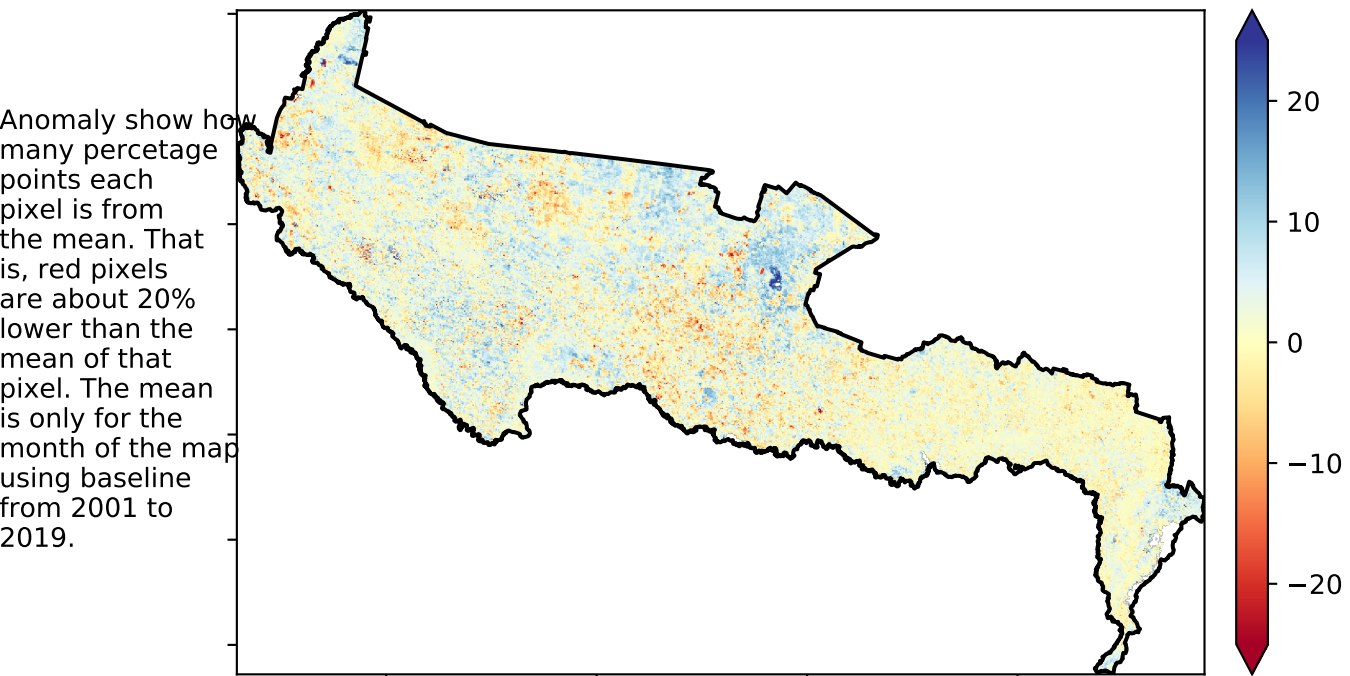 Anomaly show how
many percetage
points each
pixel is from
the mean. That
is, red pixels
are about 20%
lower than the
mean of that
pixel. The mean
is only for the
month of the map
using baseline
from 2001 to
2019.
20
10
0
−10
−20